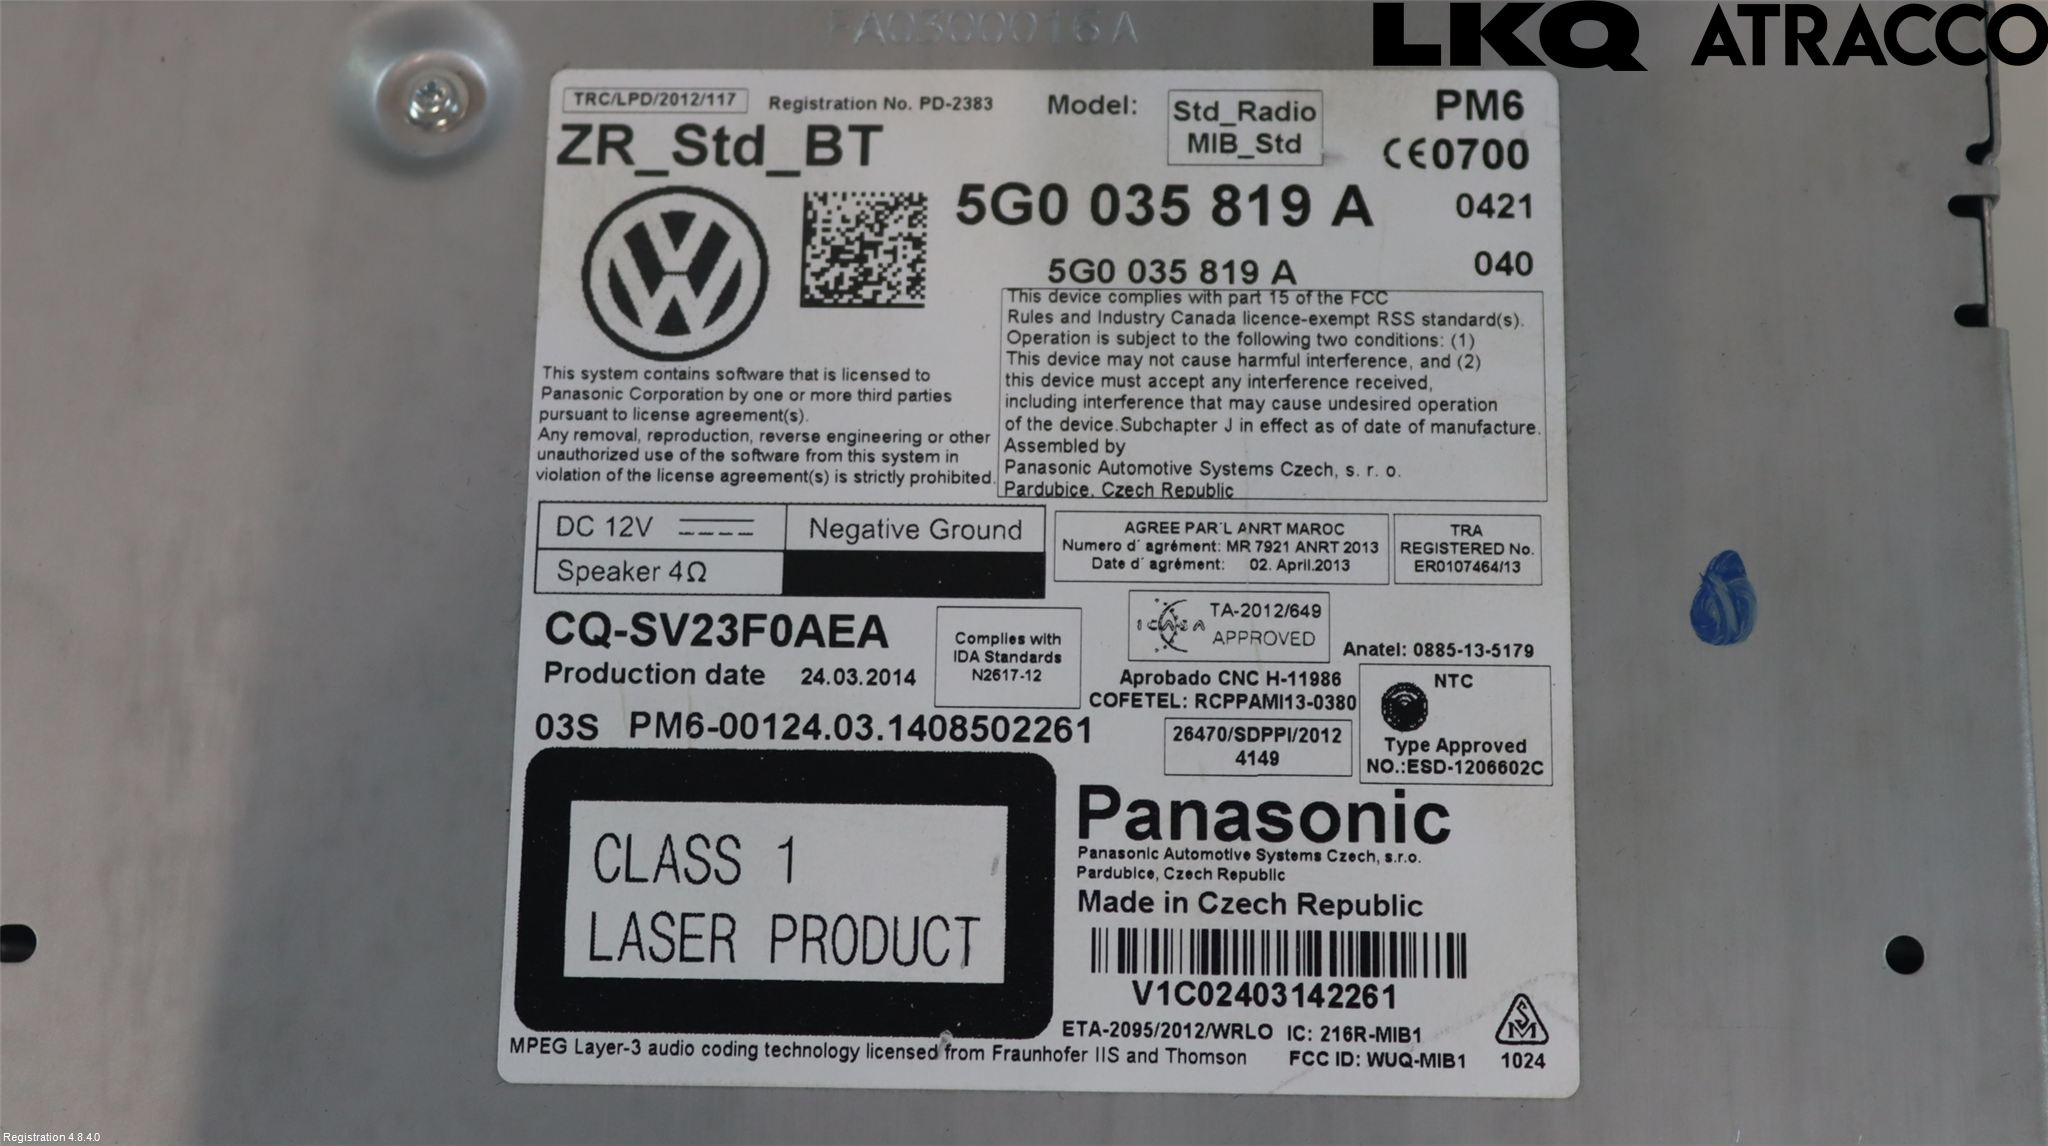 FA0300016A
LKQ ATRACCO
TRC/LPD/2012/117
Registration No. PD-2383
Model:
Std_Radio
MIB_Std
PM6
CE0700
ZR_Std_BT
5G0 035 819 A
0421
5G0 035 819 A
040
This device complies with part 15 of the FCC
Rules and Industry Canada licence-exempt RSS standard(s).
Operation is subject to the following two conditions: (1)
This device may not cause harmful interference, and (2)
this device must accept any interference received,
including interference that may cause undesired operation
of the device.Subchapter J in effect as of date of manufacture.
Assembled by
Panasonic Automotive Systems Czech, s. r. o.
Pardubice, Czech Republic
This system contains software that is licensed to
Panasonic Corporation by one or more third parties
pursuant to license agreement(s).
Any removal, reproduction, reverse engineering or other
unauthorized use of the software from this system in
violation of the license agreement(s) is strictly prohibited.
DC 12V
Negative Ground
Speaker 4Ω
AGREE PAR'L ANRT MAROC
Numero d' agrément: MR 7921 ANRT 2013
Date d' agrément: 02. April.2013
TRA
REGISTERED No.
ER0107464/13
CQ-SV23F0AEA
Production date 24.03.2014
Complies with
IDA Standards
N2617-12
ICASA
TA-2012/649
APPROVED
Anatel: 0885-13-5179
Aprobado CNC H-11986
COFETEL: RCPPAMI13-0380
NTC
Type Approved
NO.:ESD-1206602C
03S PM6-00124.03.1408502261
26470/SDPPI/2012
4149
CLASS 1
LASER PRODUCT
Panasonic
Panasonic Automotive Systems Czech, s.r.o.
Pardubice, Czech Republic
Made in Czech Republic
V1C02403142261
ETA-2095/2012/WRLO IC: 216R-MIB1
MPEG Layer-3 audio coding technology licensed from Fraunhofer IIS and Thomson
FCC ID: WUQ-MIB1
1024
Registration 4.8.4.0